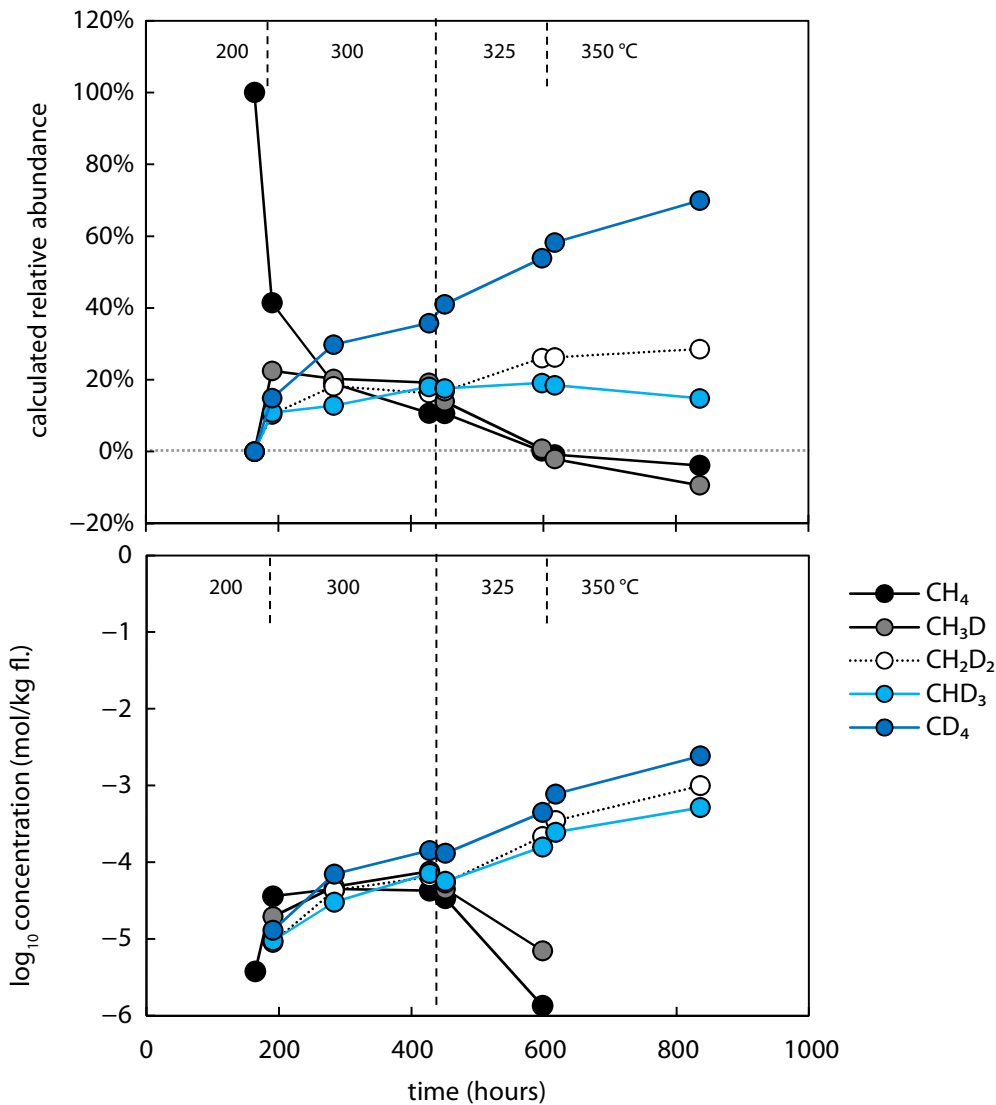 120%
100%
80%
60%
40%
20%
0%
−20%
calculated relative abundance
200 300 325 350 °C
0
−1
−2
−3
−4
−5
−6
log₁₀ concentration (mol/kg fl.)
200 300 325 350 °C
0 200 400 600 800 1000
time (hours)
CH₄
CH₃D
CH₂D₂
CHD₃
CD₄